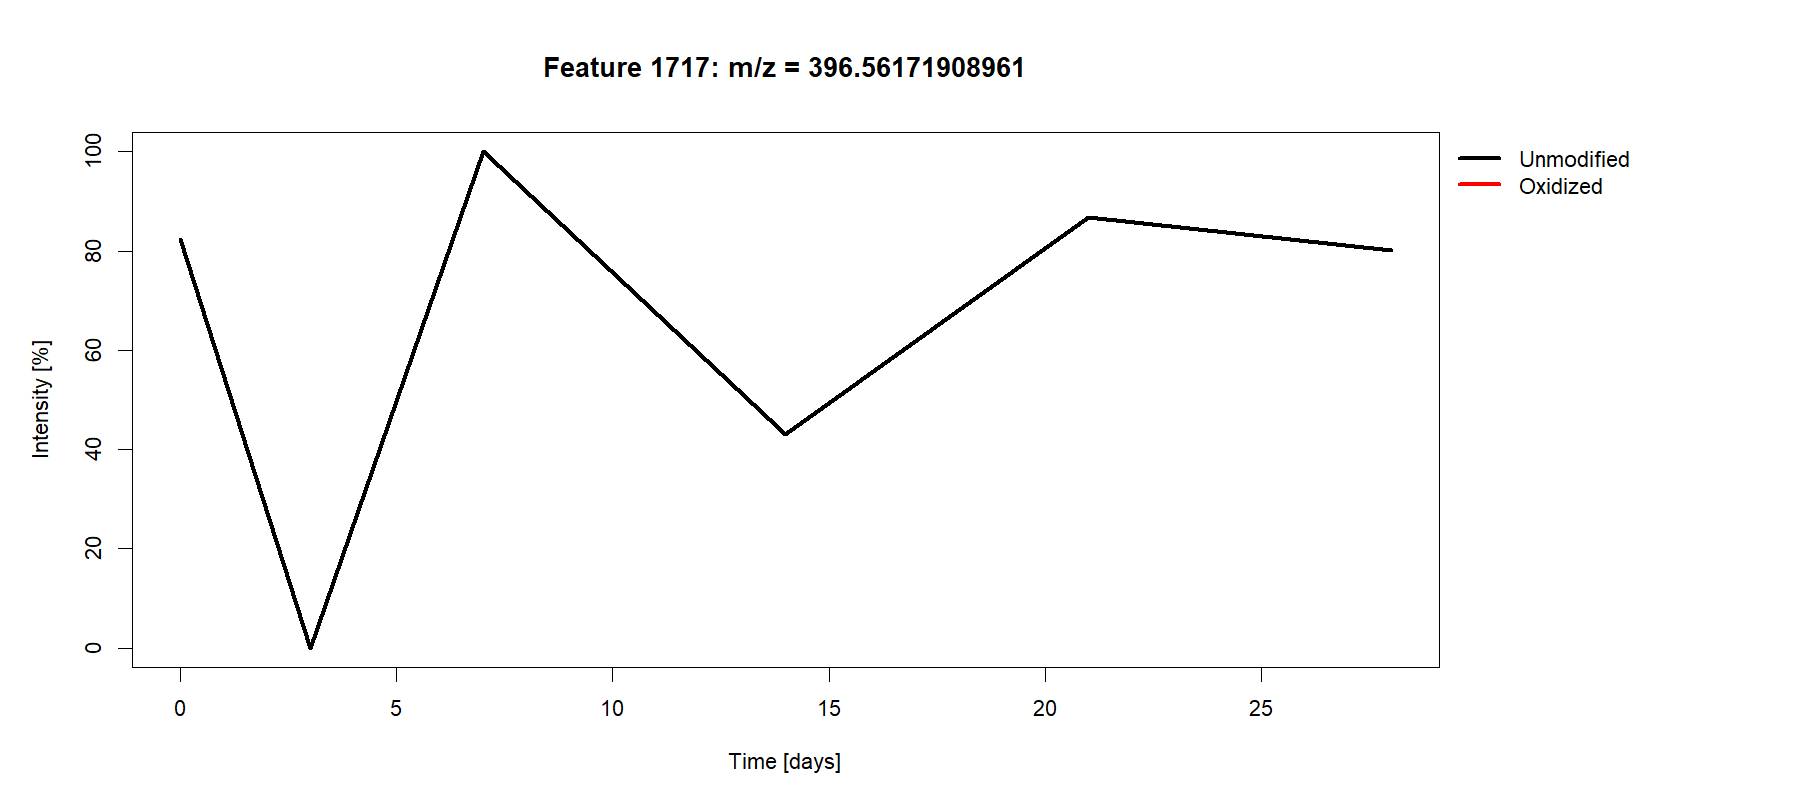 Feature 1717: m/z = 396.56171908961
Unmodified
Oxidized
Intensity [%]
100
80
60
40
20
0
0 5 10 15 20 25
Time [days]